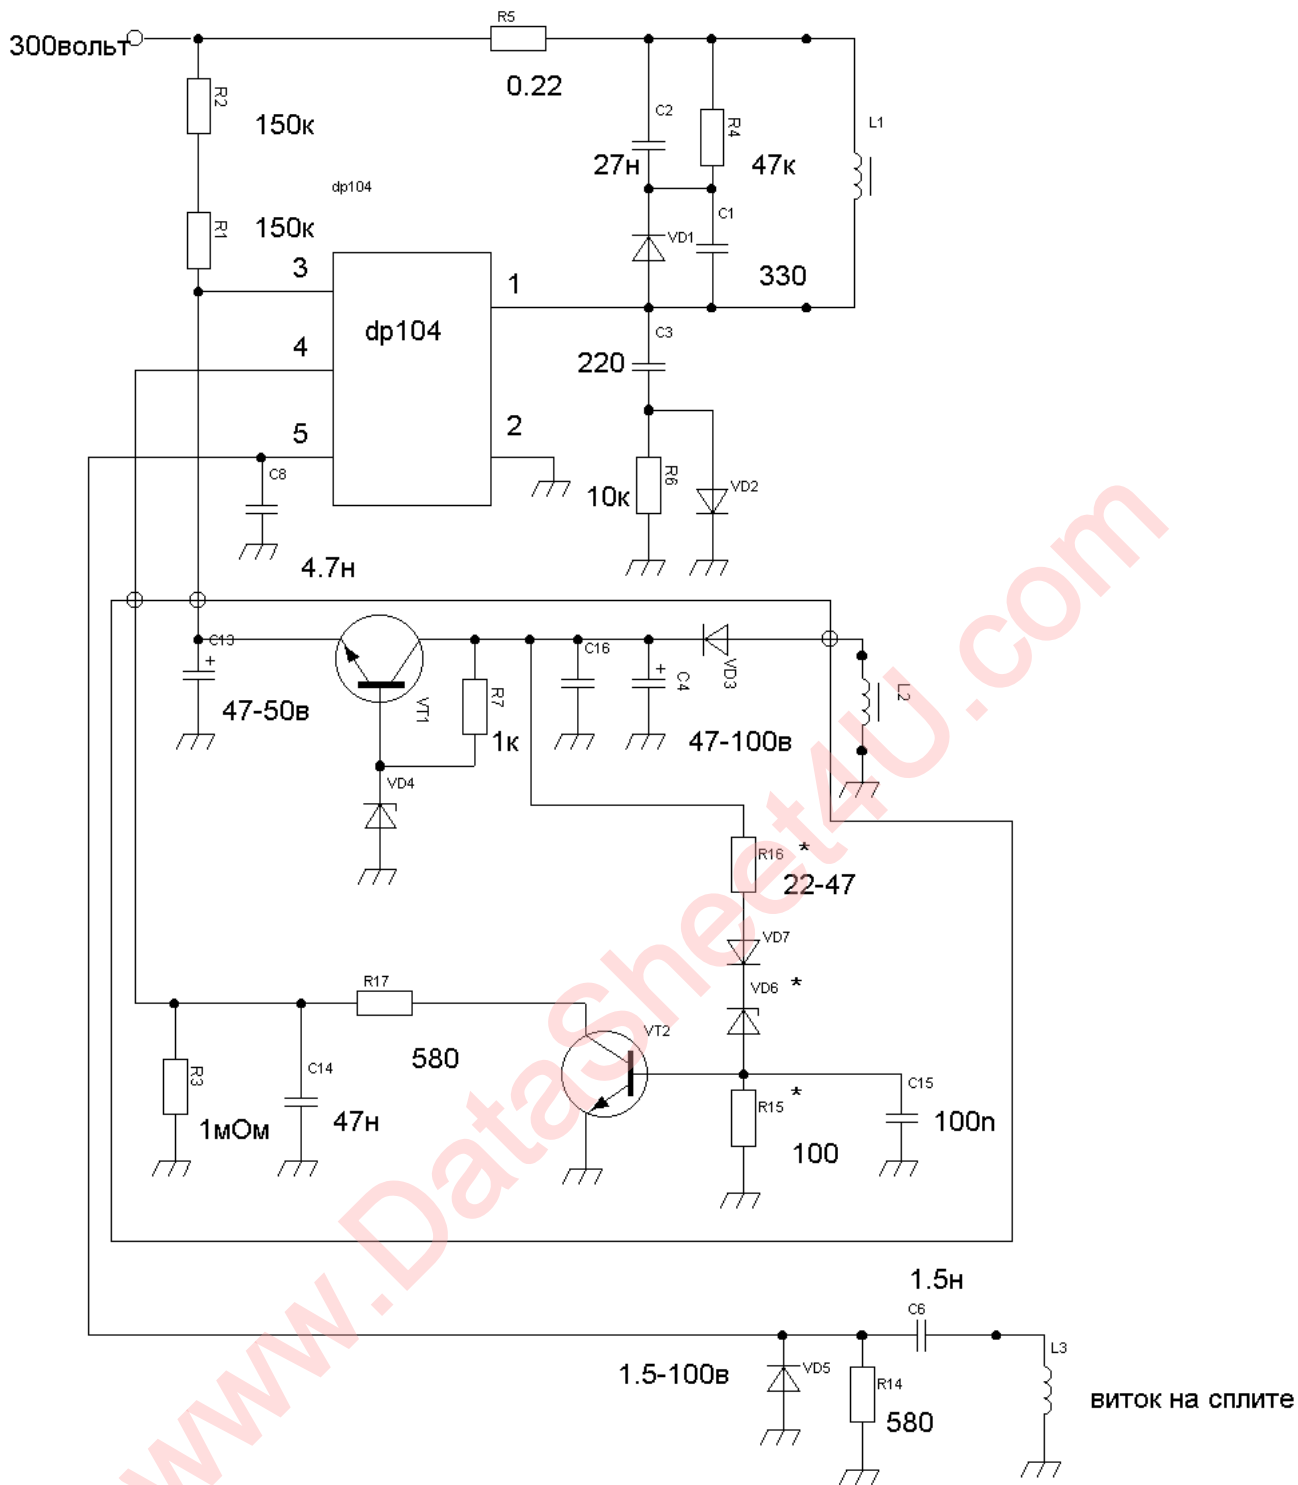 R5
300вольт
0.22
R2
150к
C2
R4
L1
27н
47к
dp104
R1
150к
C1
VD1
3
1
330
dp104
4
C3
220
5
2
C8
R6
VD2
10к
4.7н
C13
+
C16
+
C4
VD3
L2
47-50в
VT1
R7
1к
47-100в
VD4
R16 *
22-47
VD7
VD6 *
R17
VT2
580
R3
C14
C15
1мОм
47н
R15 *
100
100n
1.5н
C6
L3
1.5-100в
VD5
R14
580
виток на сплите
www.DataSheet4U.com